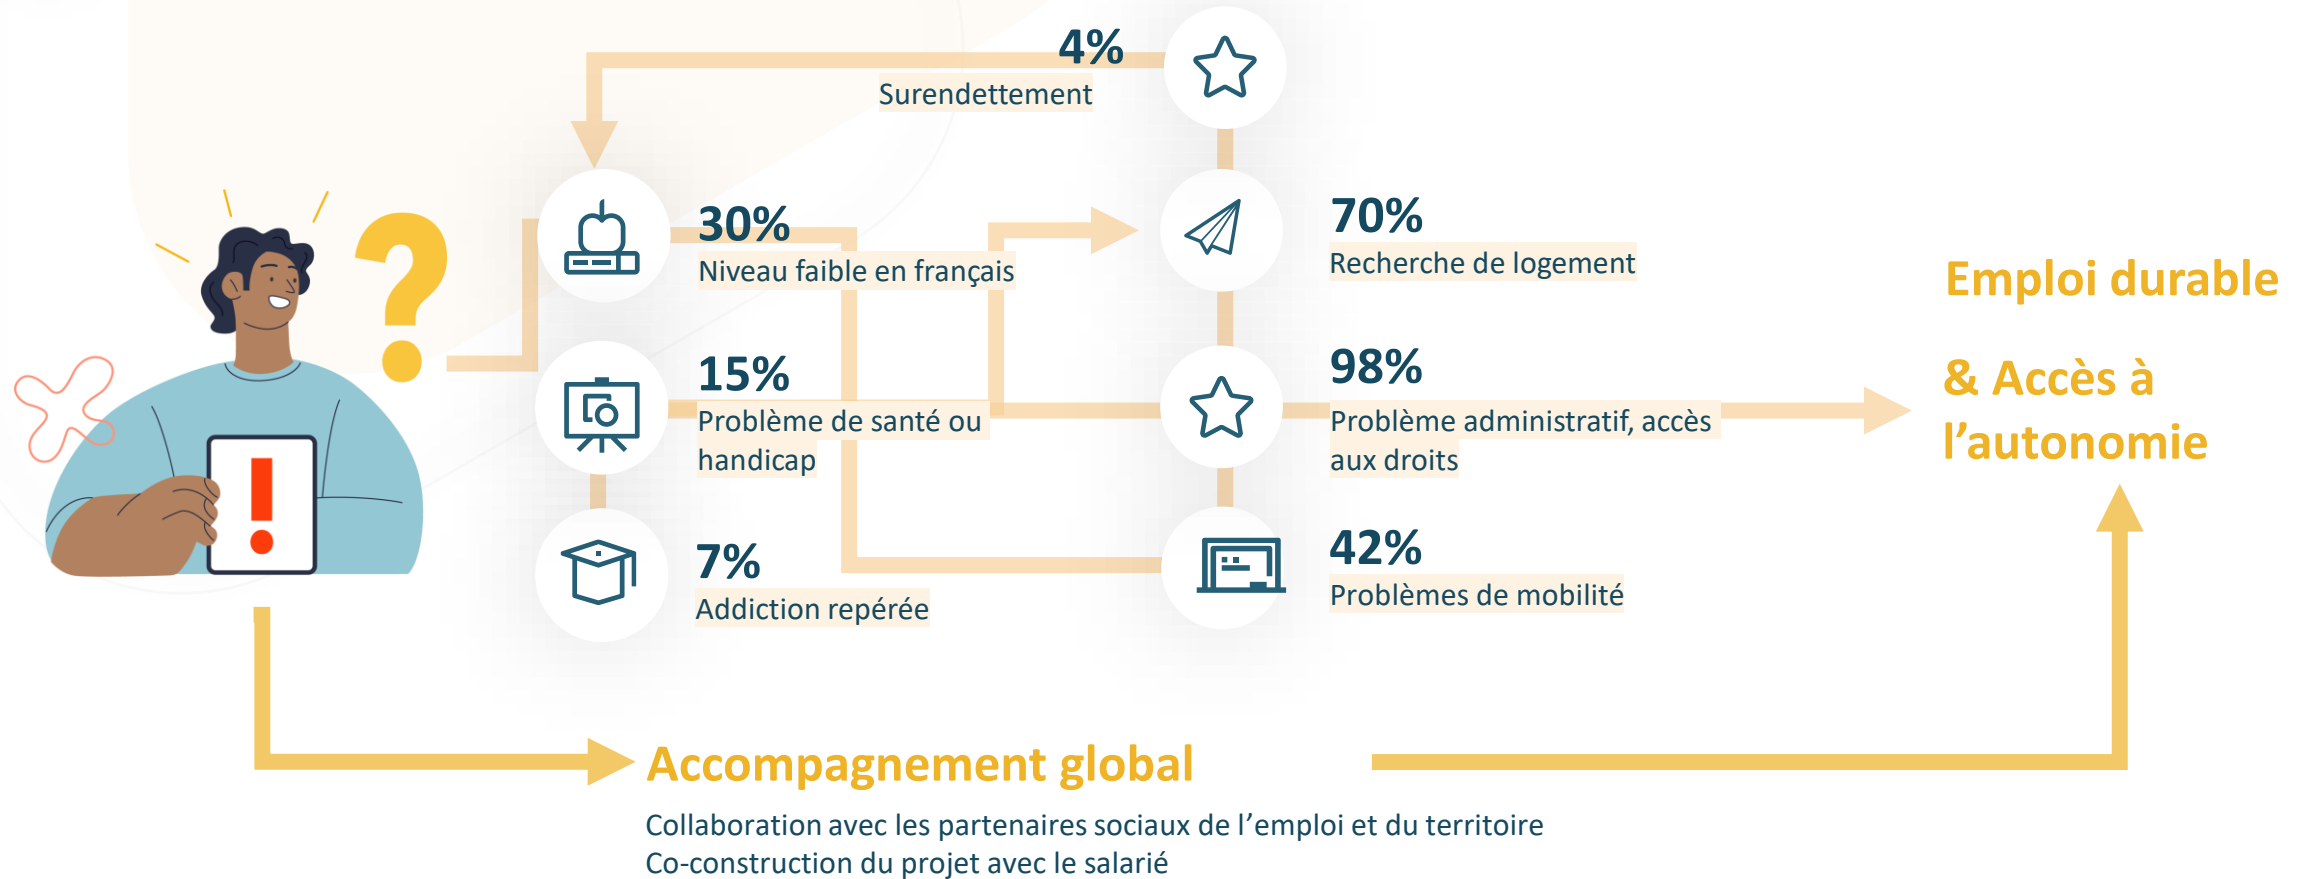 4%
Surendettement
30%
Niveau faible en français
15%
Problème de santé ou
handicap
7%
Addiction repérée
70%
Recherche de logement
98%
Problème administratif, accès
aux droits
42%
Problèmes de mobilité
Emploi durable
& Accès à
l’autonomie
Accompagnement global
Collaboration avec les partenaires sociaux de l’emploi et du territoire
Co-construction du projet avec le salarié